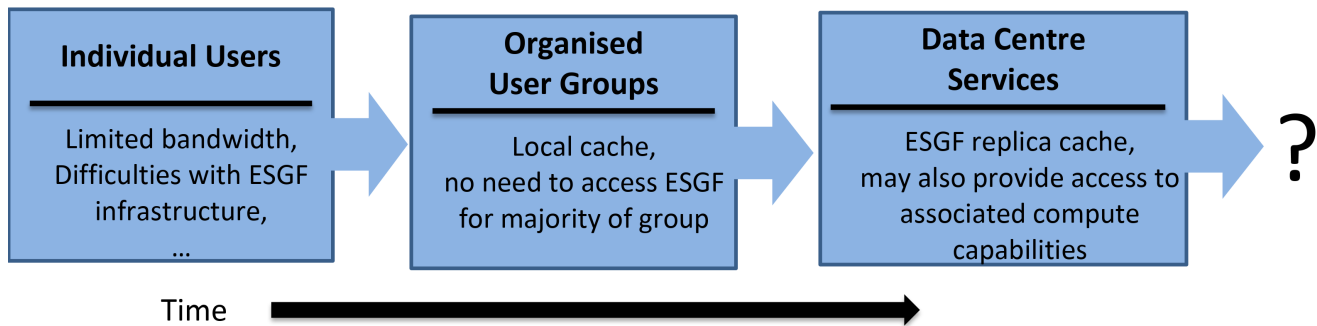 Individual Users
Limited bandwidth,
Difficulties with ESGF
infrastructure,
…
Organised
User Groups
Local cache,
no need to access ESGF
for majority of group
Data Centre
Services
ESGF replica cache,
may also provide access to
associated compute
capabilities
?
Time